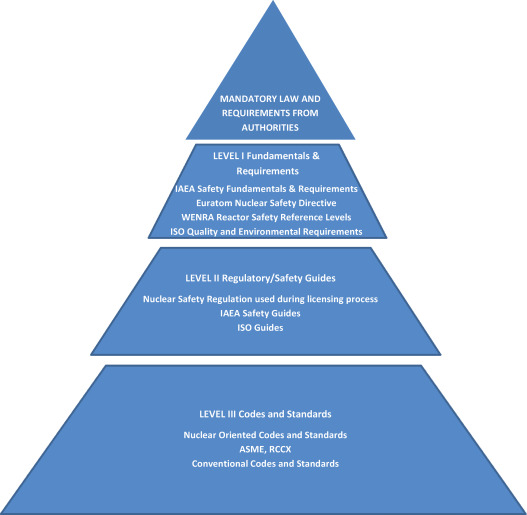 MANDATORY LAW AND
REQUIREMENTS FROM
AUTHORITIES
LEVEL I Fundamentals &
Requirements
IAEA Safety Fundamentals & Requirements
Euratom Nuclear Safety Directive
WENRA Reactor Safety Reference Levels
ISO Quality and Environmental Requirements
LEVEL II Regulatory/Safety Guides
Nuclear Safety Regulation used during licensing process
IAEA Safety Guides
ISO Guides
LEVEL III Codes and Standards
Nuclear Oriented Codes and Standards
ASME, RCCX
Conventional Codes and Standards